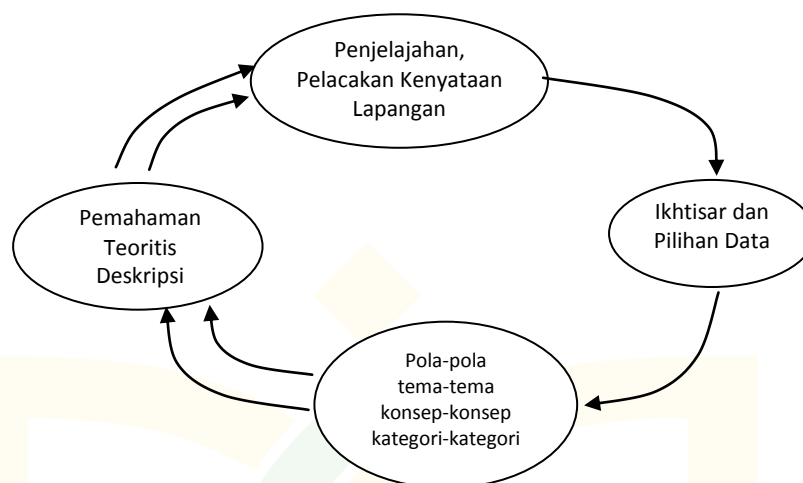 Penjelajahan,
Pelacakan Kenyataan
Lapangan
Ikhtisar dan
Pilihan Data
Pola-pola
tema-tema
konsep-konsep
kategori-kategori
Pemahaman
Teoritis
Deskripsi